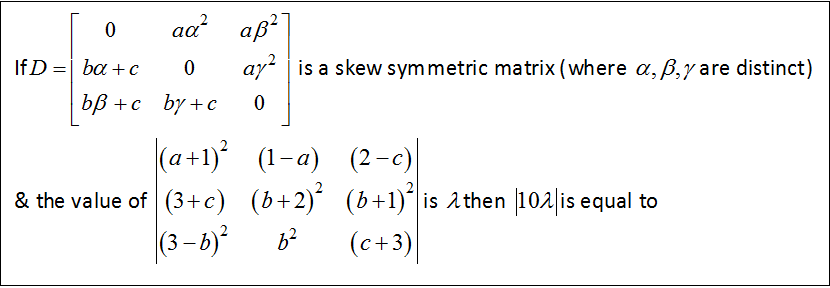 If D = [ 0 aα² aβ² ; bα + c 0 aγ² ; bβ + c bγ + c 0 ] is a skew symmetric matrix (where α, β, γ are distinct)
& the value of | (a+1)² (1−a) (2−c) ; (3+c) (b+2)² (b+1)² ; (3−b)² b² (c+3) | is λ then |10λ| is equal to